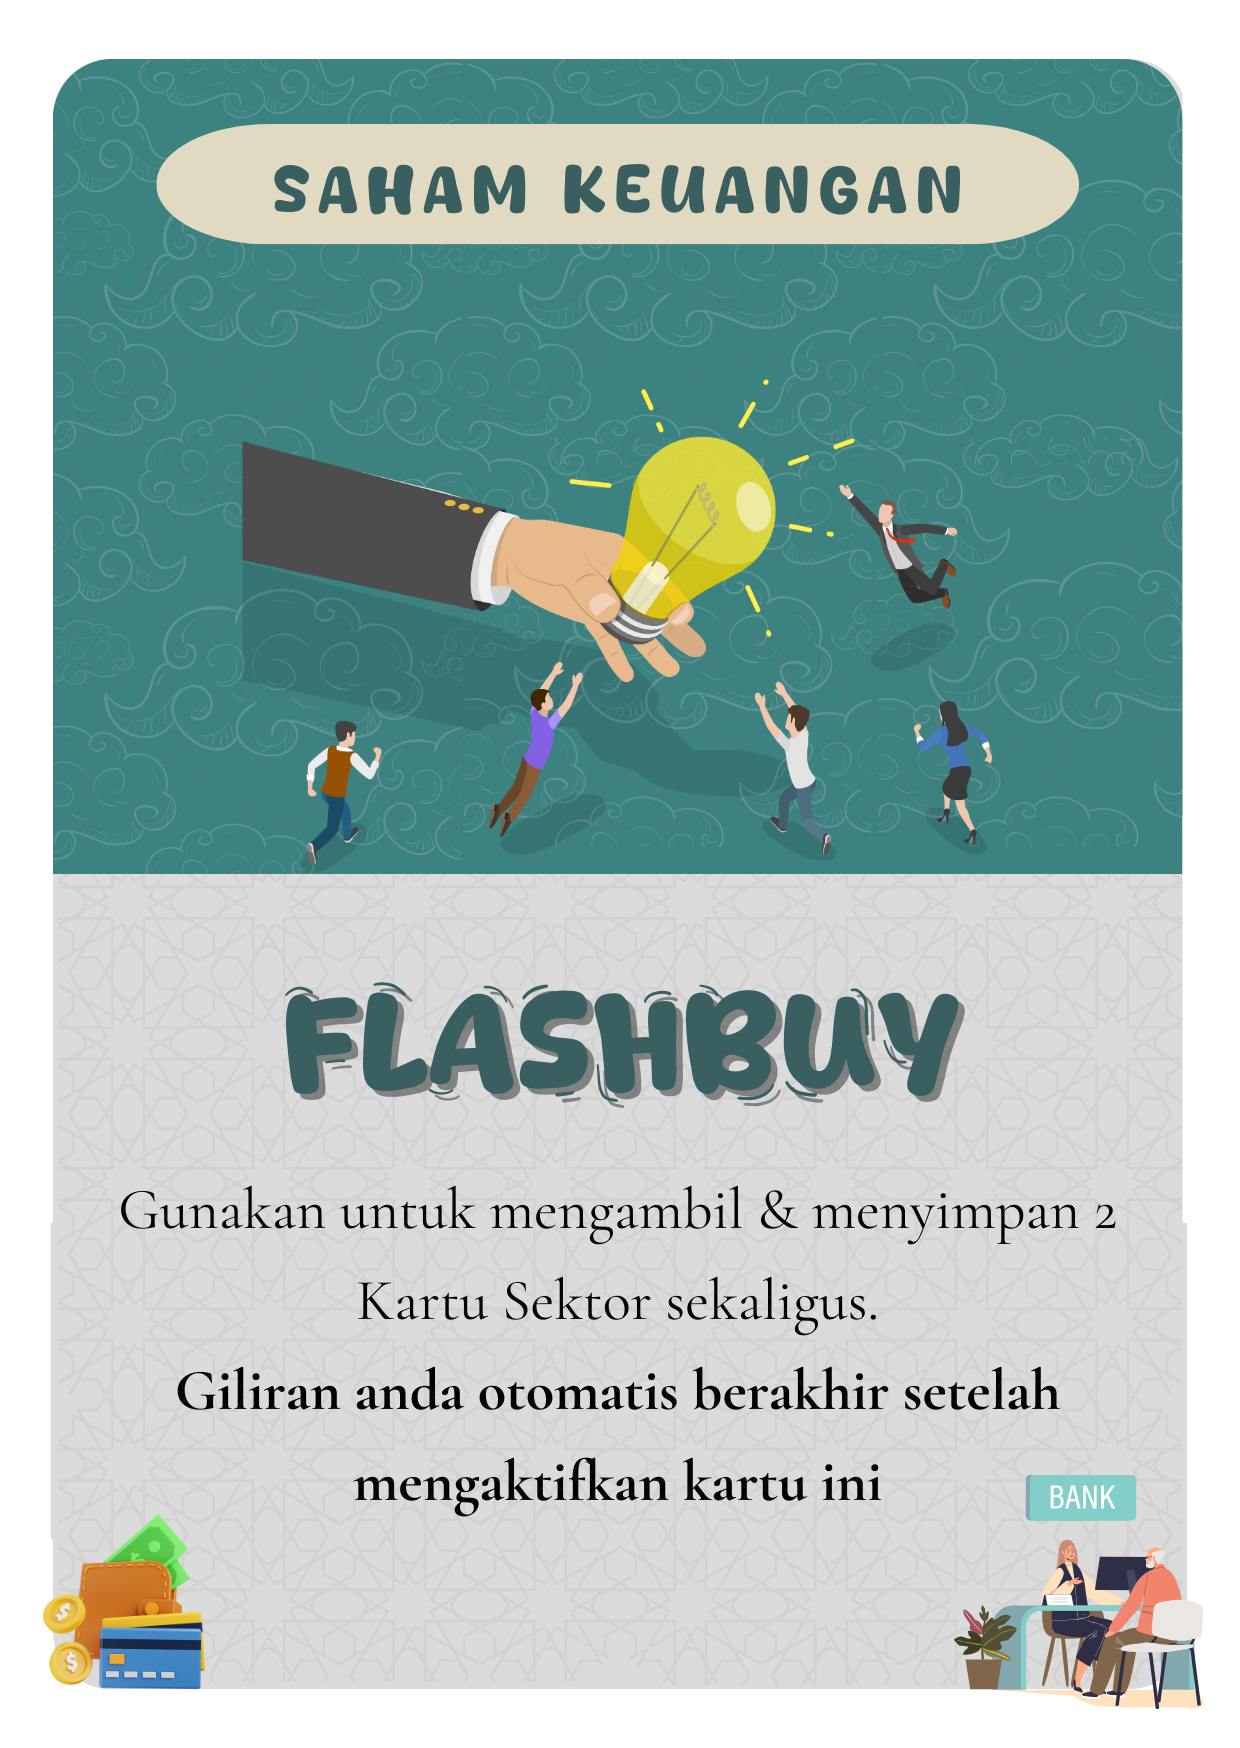 SAHAM KEUANGAN
FLASHBUY
Gunakan untuk mengambil & menyimpan 2
Kartu Sektor sekaligus.
Giliran anda otomatis berakhir setelah
mengaktifkan kartu ini
BANK